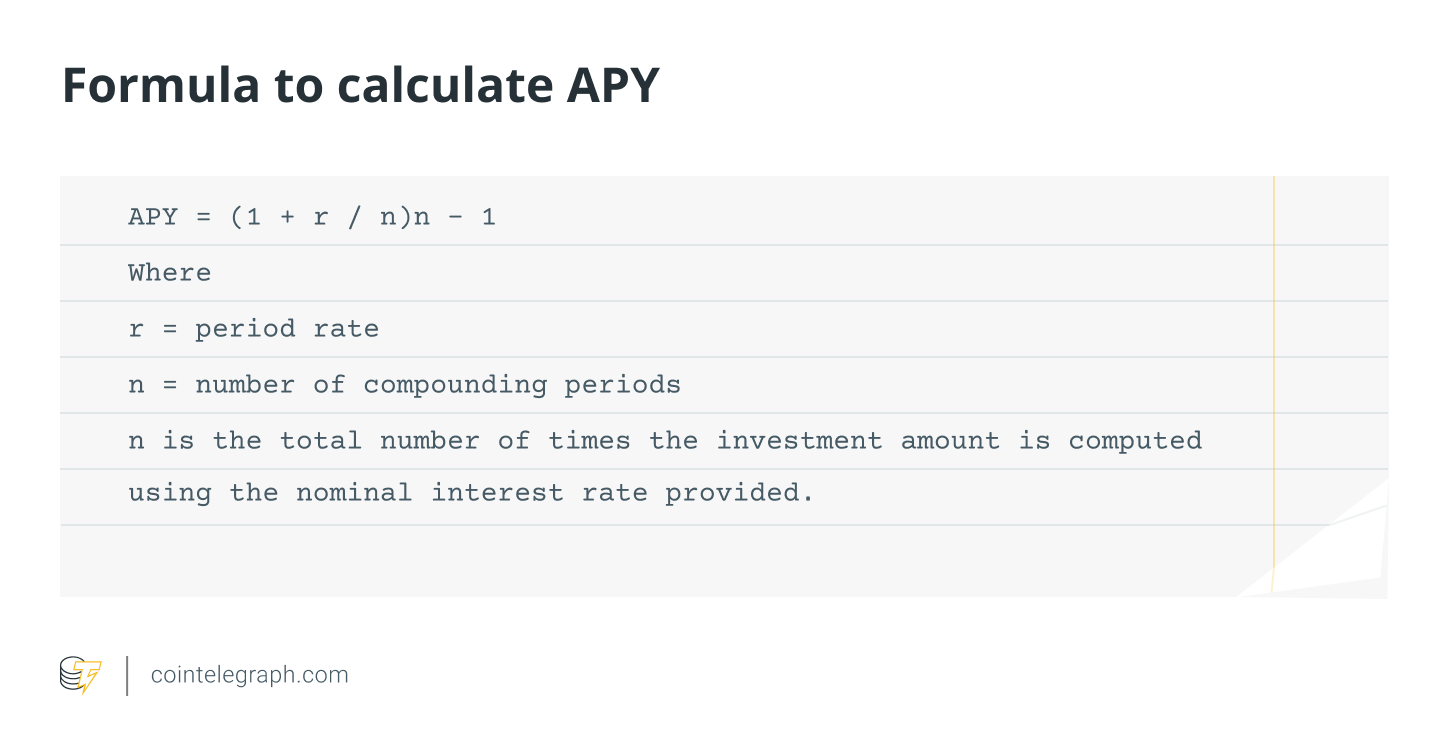 Formula to calculate APY
APY = (1 + r / n)n – 1
Where
r = period rate
n = number of compounding periods
n is the total number of times the investment amount is computed
using the nominal interest rate provided.
cointelegraph.com